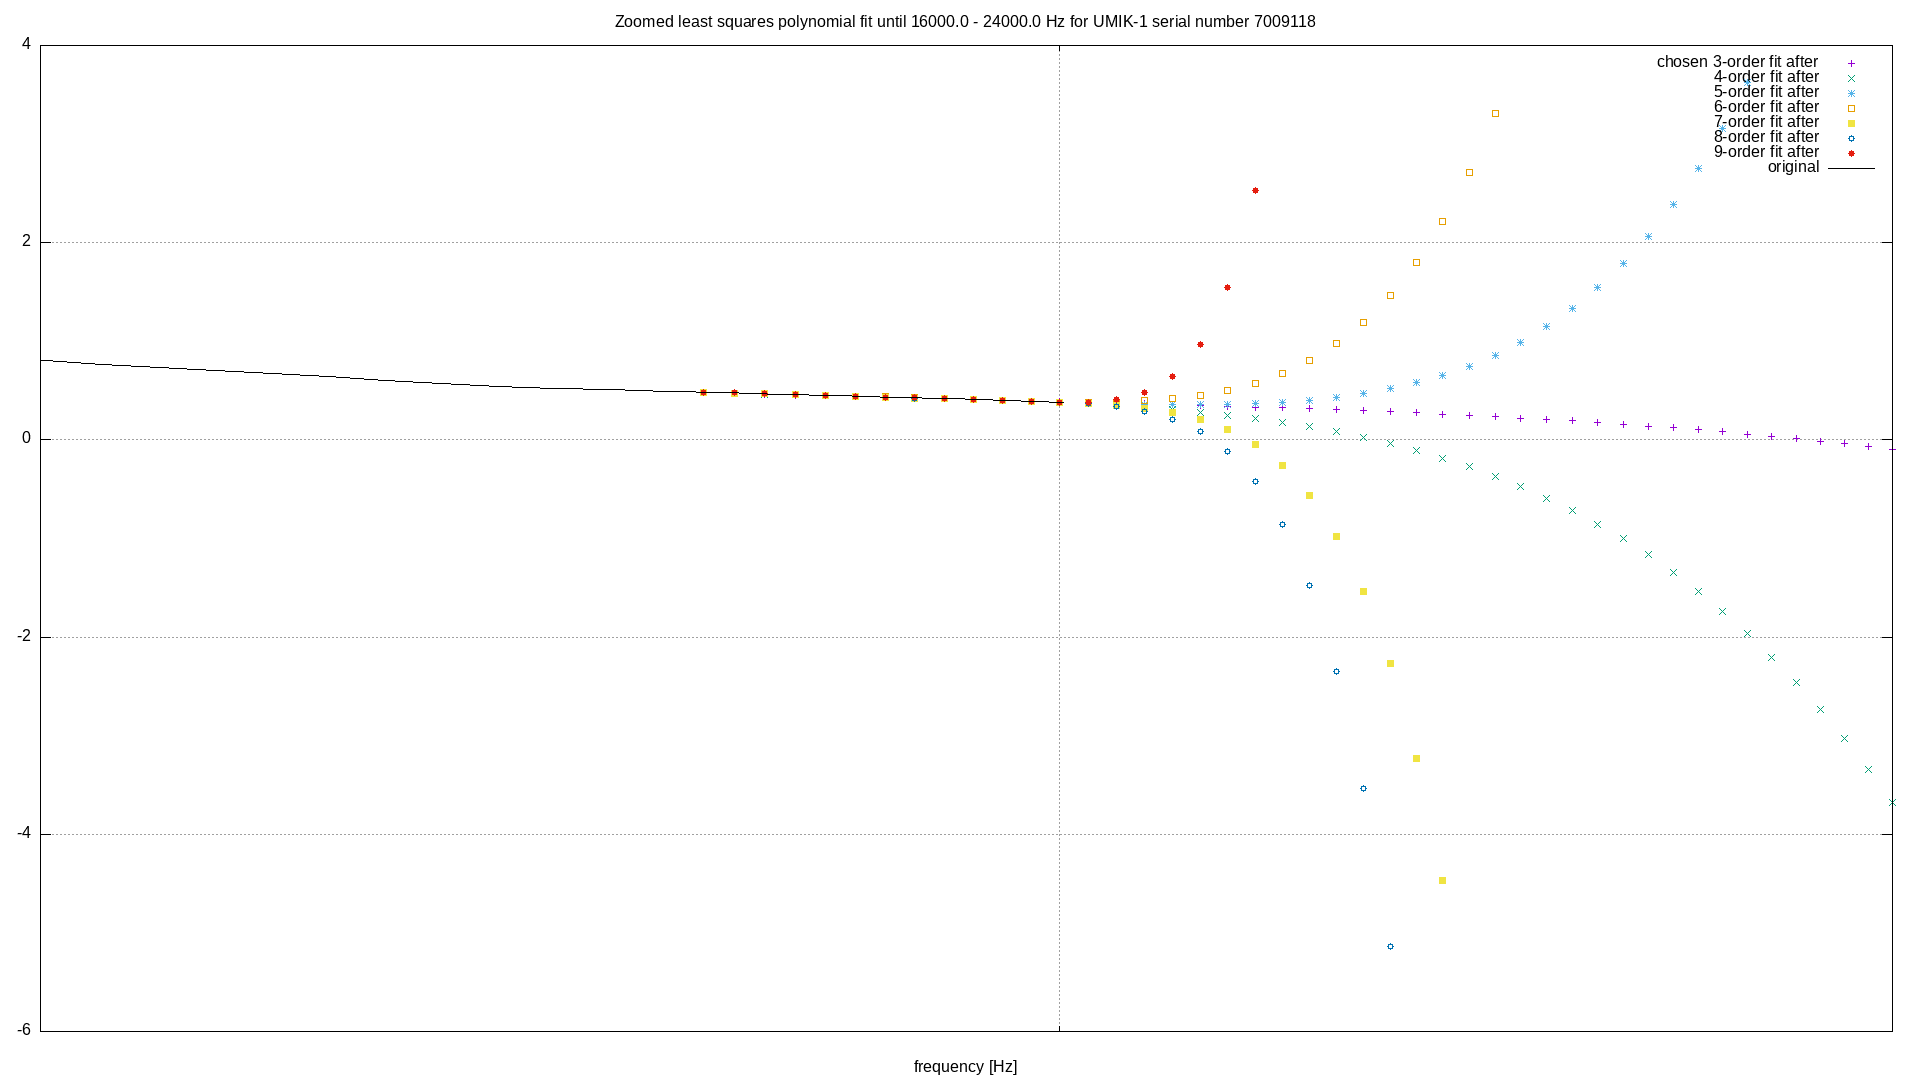 Zoomed least squares polynomial fit until 16000.0 - 24000.0 Hz for UMIK-1 serial number 7009118
4
2
0
-2
-4
-6
chosen 3-order fit after
4-order fit after
5-order fit after
6-order fit after
7-order fit after
8-order fit after
9-order fit after
original
frequency [Hz]